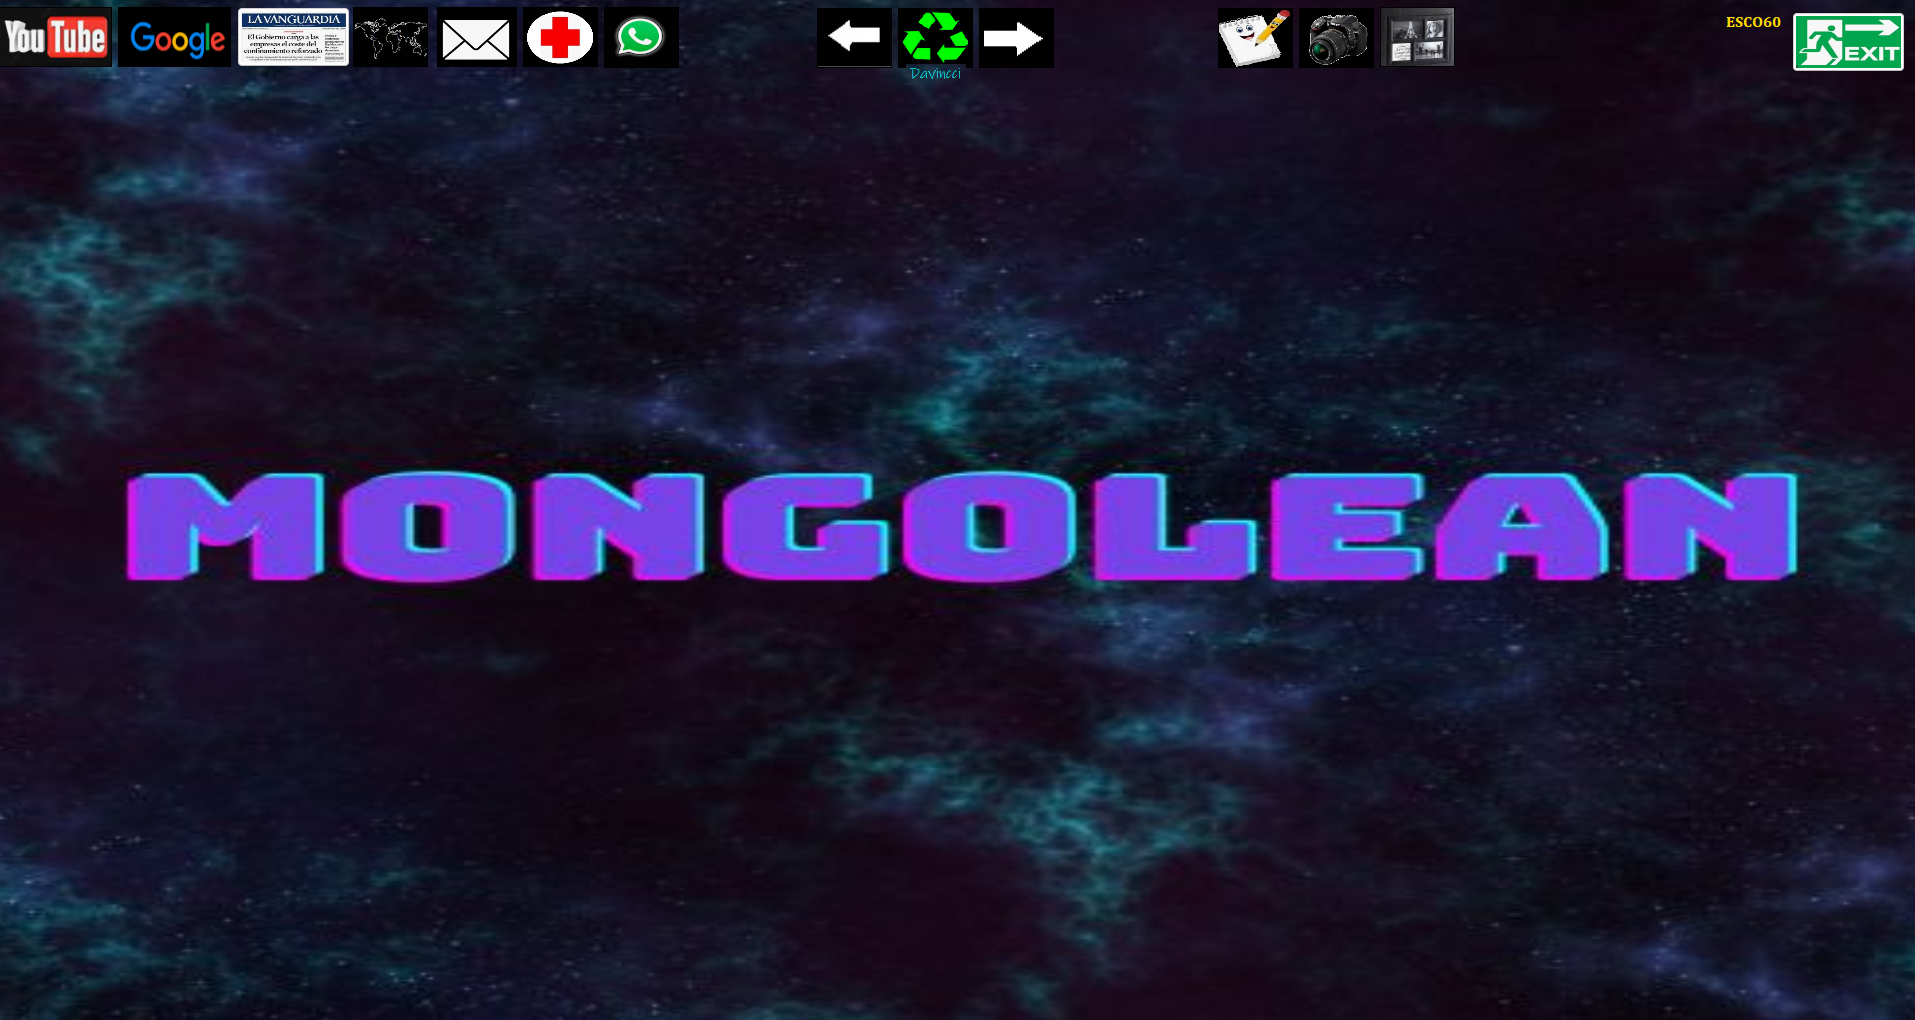 YouTube
Google
LA VANGUARDIA
El Gobierno carga a las
empresas el coste del
confinamiento reforzado
Davincci
ESCO60
EXIT
MONGOLEAN